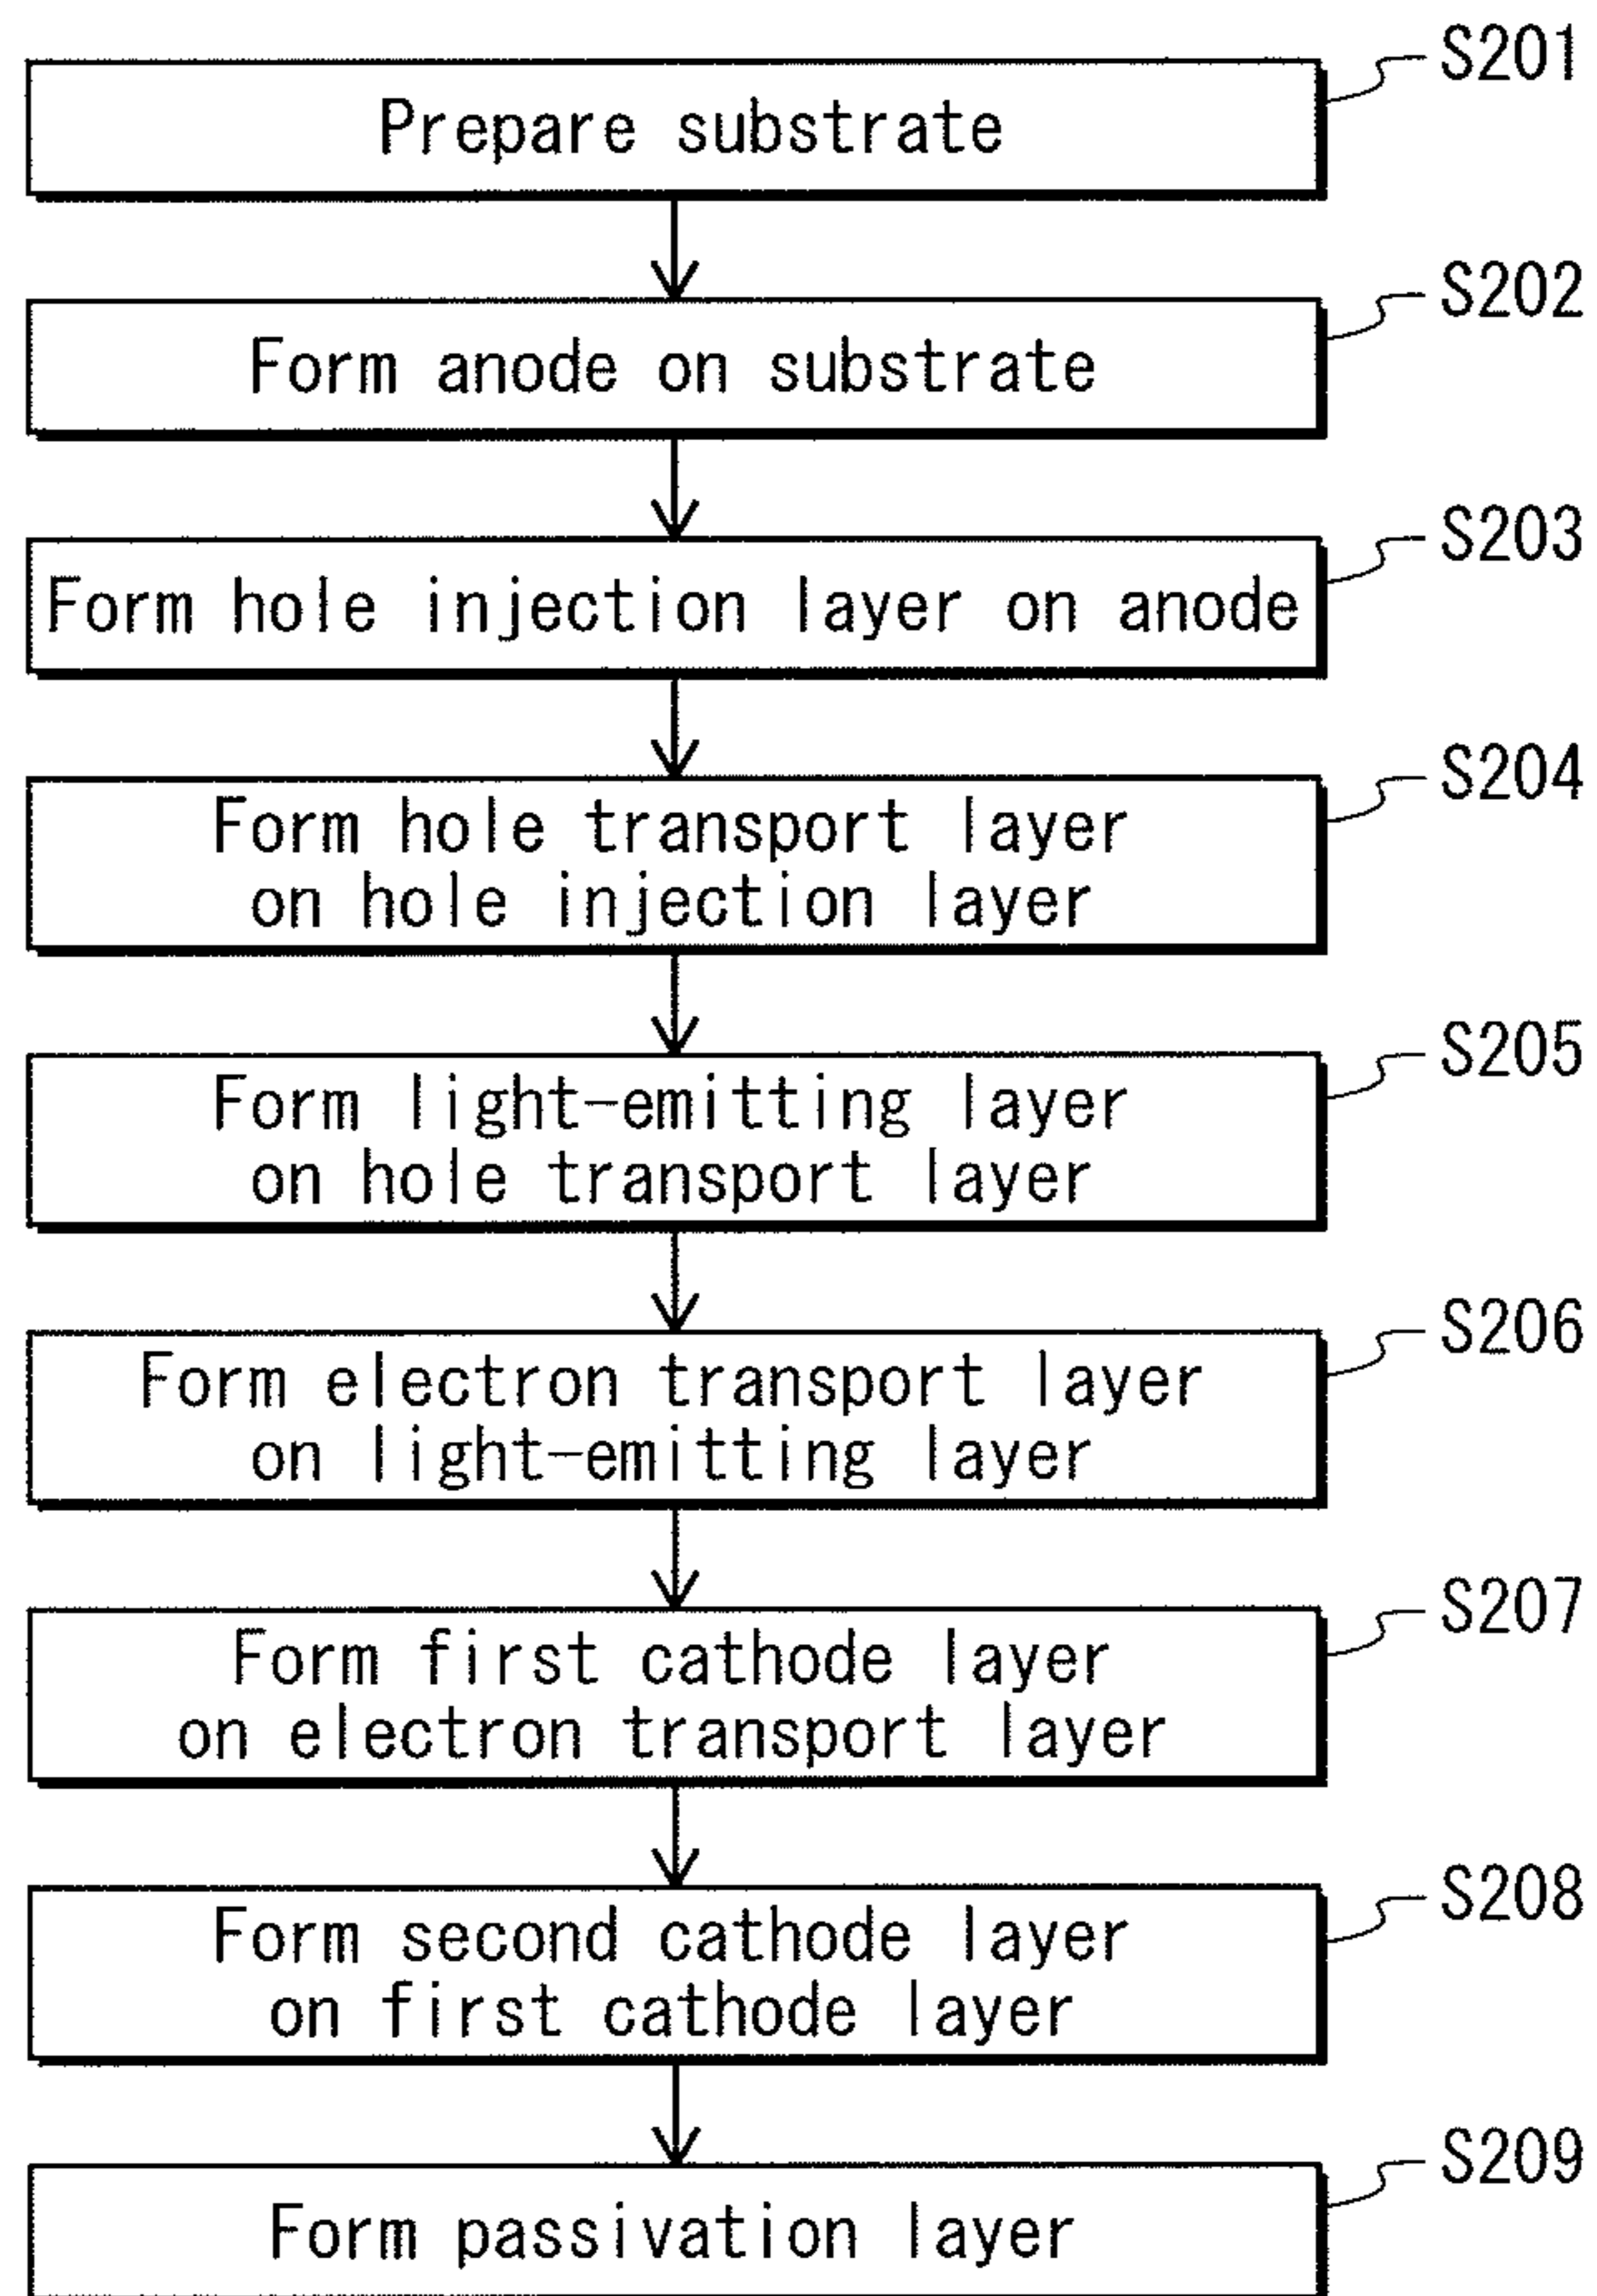 S201
Prepare substrate
S202
Form anode on substrate
S203
Form hole injection layer on anode
S204
Form hole transport layer
on hole injection layer
S205
Form light-emitting layer
on hole transport layer
S206
Form electron transport layer
on light-emitting layer
S207
Form first cathode layer
on electron transport layer
S208
Form second cathode layer
on first cathode layer
S209
Form passivation layer